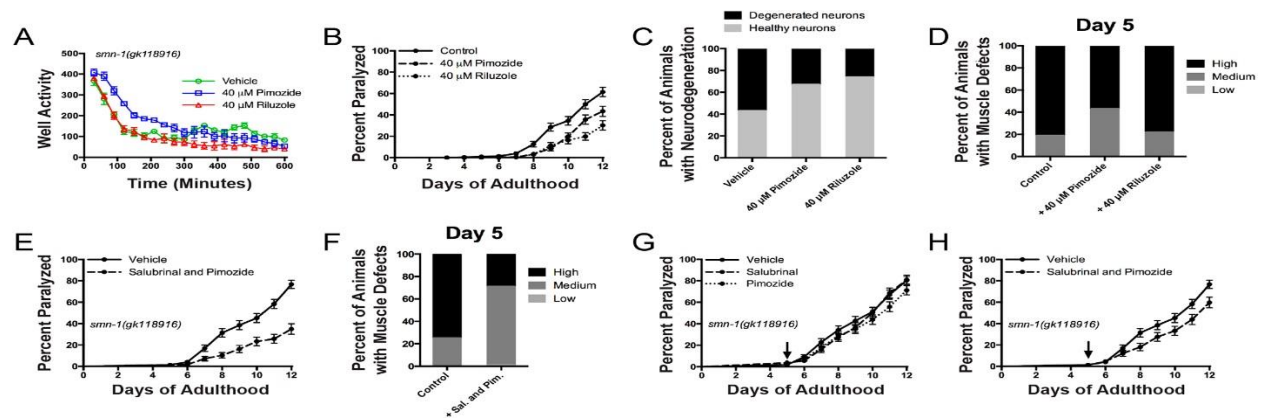 A
smn-1(gk118916)
Vehicle
40 µM Pimozide
40 µM Riluzole
Well Activity
500
400
300
200
100
0
0 100 200 300 400 500 600
Time (Minutes)
B
Control
40 µM Pimozide
40 µM Riluzole
Percent Paralyzed
100
80
60
40
20
0
0 2 4 6 8 10 12
Days of Adulthood
C
Degenerated neurons
Healthy neurons
Percent of Animals
with Neurodegeneration
100
80
60
40
20
0
Vehicle
40 µM Pimozide
40 µM Riluzole
D
Day 5
High
Medium
Low
Percent of Animals
with Muscle Defects
100
80
60
40
20
0
Control
+ 40 µM Pimozide
+ 40 µM Riluzole
E
Vehicle
Salubrinal and Pimozide
smn-1(gk118916)
Percent Paralyzed
100
80
60
40
20
0
0 2 4 6 8 10 12
Days of Adulthood
F
Day 5
High
Medium
Low
Percent of Animals
with Muscle Defects
100
80
60
40
20
0
Control
+ Sal. and Pim.
G
Vehicle
Salubrinal
Pimozide
smn-1(gk118916)
Percent Paralyzed
100
80
60
40
20
0
0 2 4 6 8 10 12
Days of Adulthood
H
Vehicle
Salubrinal and Pimozide
smn-1(gk118916)
Percent Paralyzed
100
80
60
40
20
0
0 2 4 6 8 10 12
Days of Adulthood